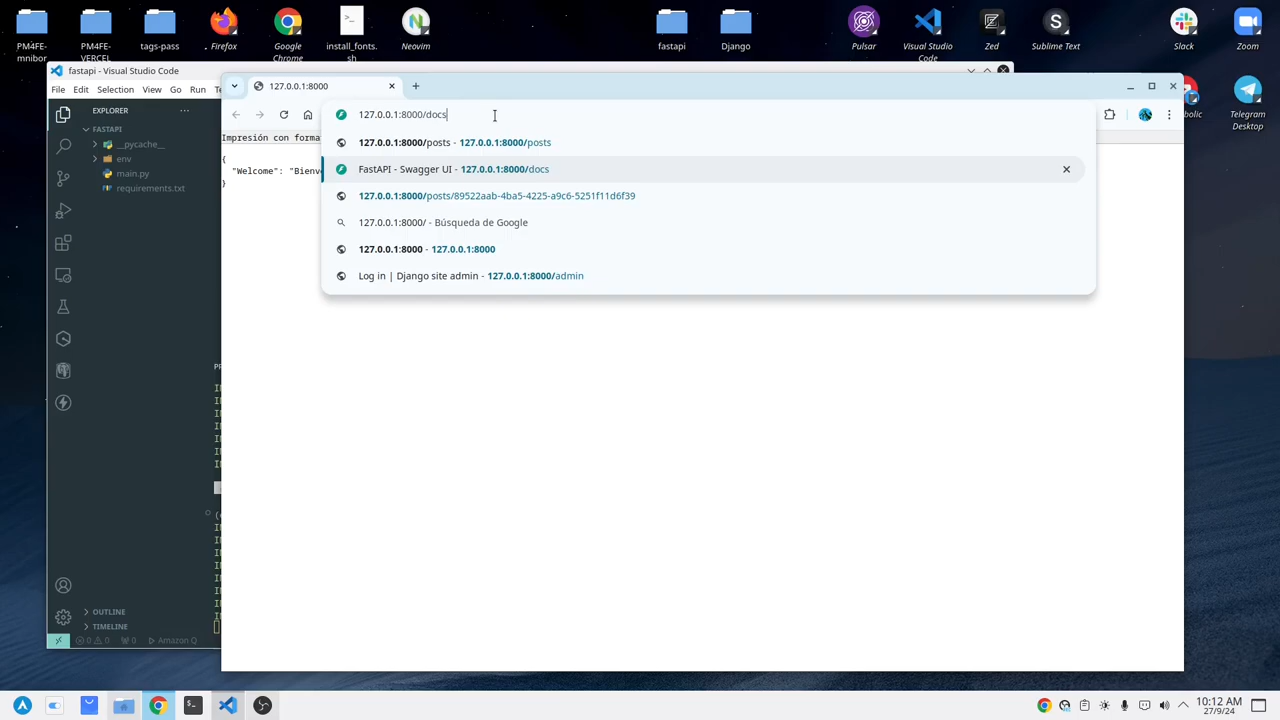 PM4FE-
mnibor
PM4FE-
VERCEL
tags-pass
Firefox
Google
Chrome
install_fonts.
sh
Neovim
fastapi
Django
Pulsar
Visual Studio
Code
Zed
Sublime Text
Slack
Zoom
fastapi - Visual Studio Code
File Edit Selection View Go Run Te
127.0.0.1:8000
127.0.0.1:8000/docs
EXPLORER
FASTAPI
__pycache__
env
main.py
requirements.txt
Impresión con forma
{
"Welcome": "Bienv
}
127.0.0.1:8000/posts - 127.0.0.1:8000/posts
FastAPI - Swagger UI - 127.0.0.1:8000/docs
127.0.0.1:8000/posts/89522aab-4ba5-4225-a9c6-5251f11d6f39
127.0.0.1:8000/ - Búsqueda de Google
127.0.0.1:8000 - 127.0.0.1:8000
Log in | Django site admin - 127.0.0.1:8000/admin
bolic
Telegram
Desktop
OUTLINE
TIMELINE
0 0 0 Amazon Q
10:12 AM
27/9/24